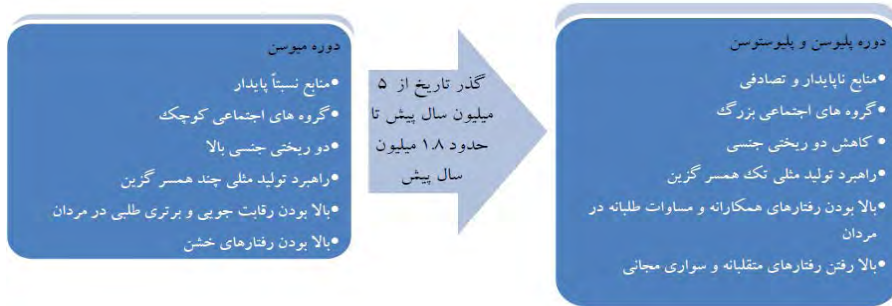 دوره میوسن
•منابع نسبتاً پایدار
•گروه های اجتماعی کوچک
•دو ریختی جنسی بالا
•راهبرد تولید مثلی چند همسر گزین
•بالا بودن رقابت جویی و برتری طلبی در مردان
•بالا بودن رفتارهای خشن
گذر تاریخ از ۵
میلیون سال پیش تا
حدود ۱.۸ میلیون
سال پیش
دوره پلیوسن و پلیوستوسن
•منابع ناپایدار و تصادفی
•گروه های اجتماعی بزرگ
•کاهش دو ریختی جنسی
•راهبرد تولید مثلی تک همسر گزین
•بالا بودن رفتارهای همکارانه و مساوات طلبانه در
مردان
•بالا رفتن رفتارهای متقلبانه و سواری مجانی